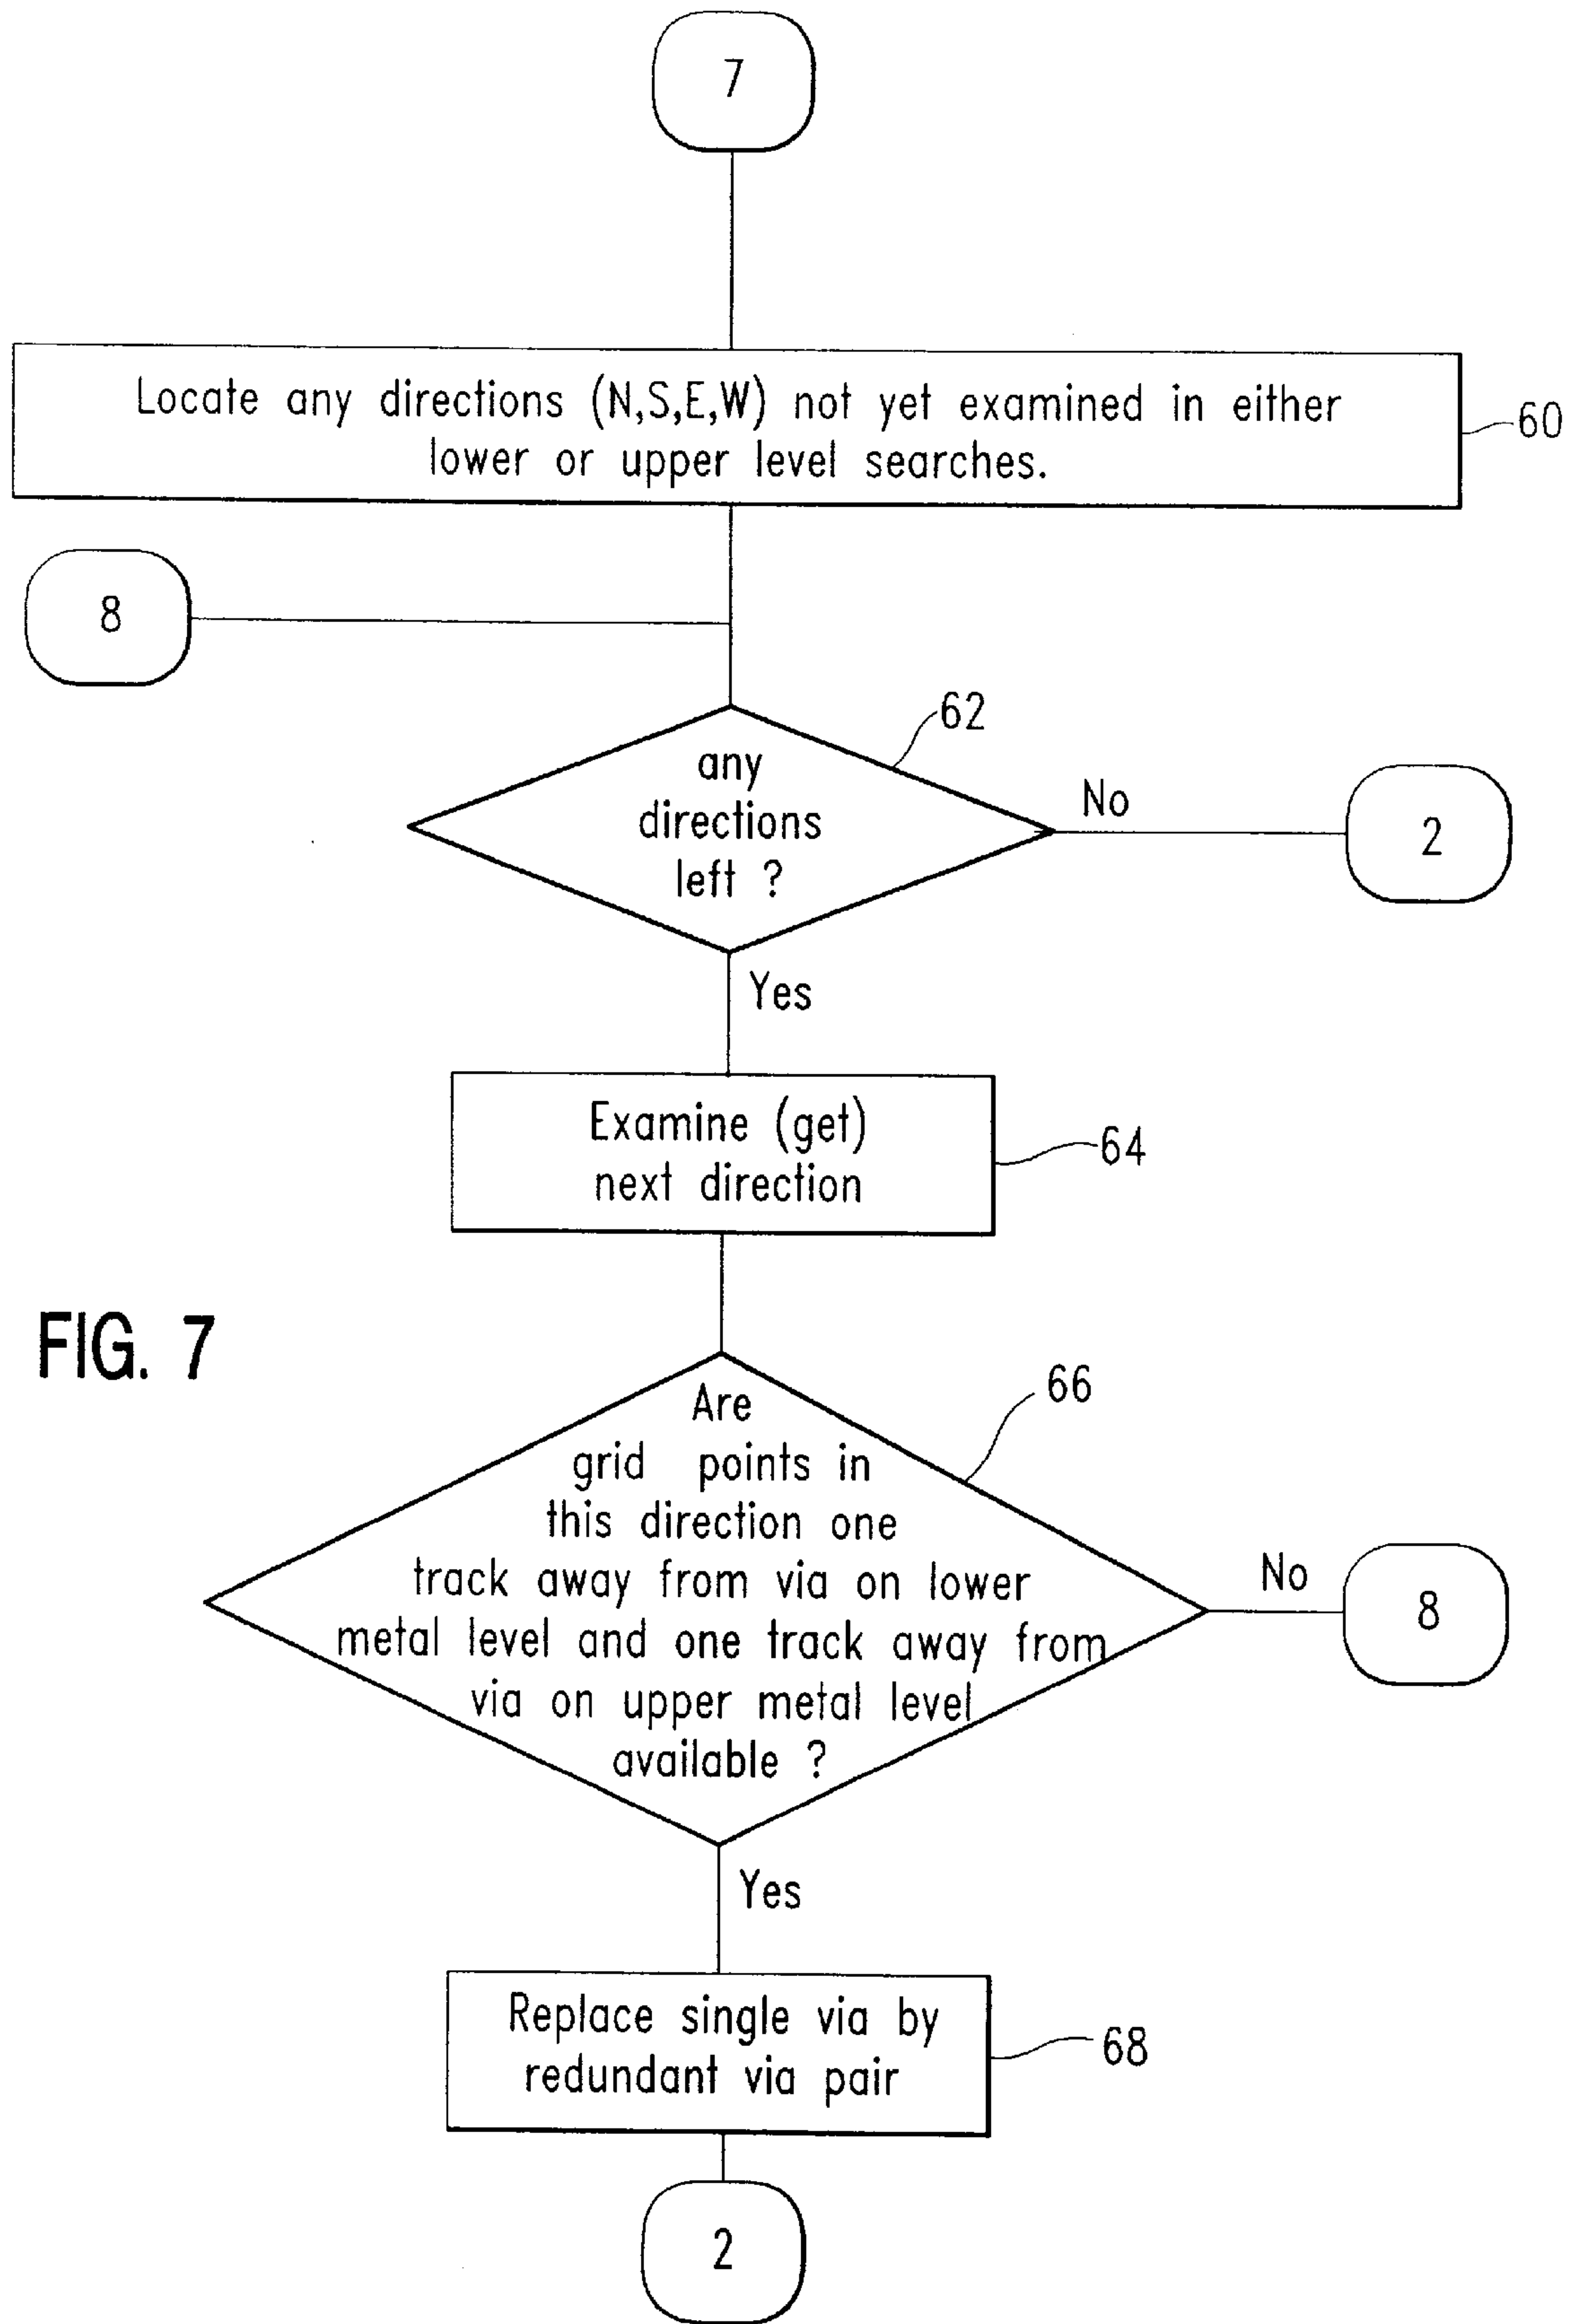 7
Locate any directions (N,S,E,W) not yet examined in either
lower or upper level searches.
60
8
62
any
directions
left ?
No
2
Yes
Examine (get)
next direction
64
FIG. 7
66
Are
grid points in
this direction one
track away from via on lower
metal level and one track away from
via on upper metal level
available ?
No
8
Yes
Replace single via by
redundant via pair
68
2